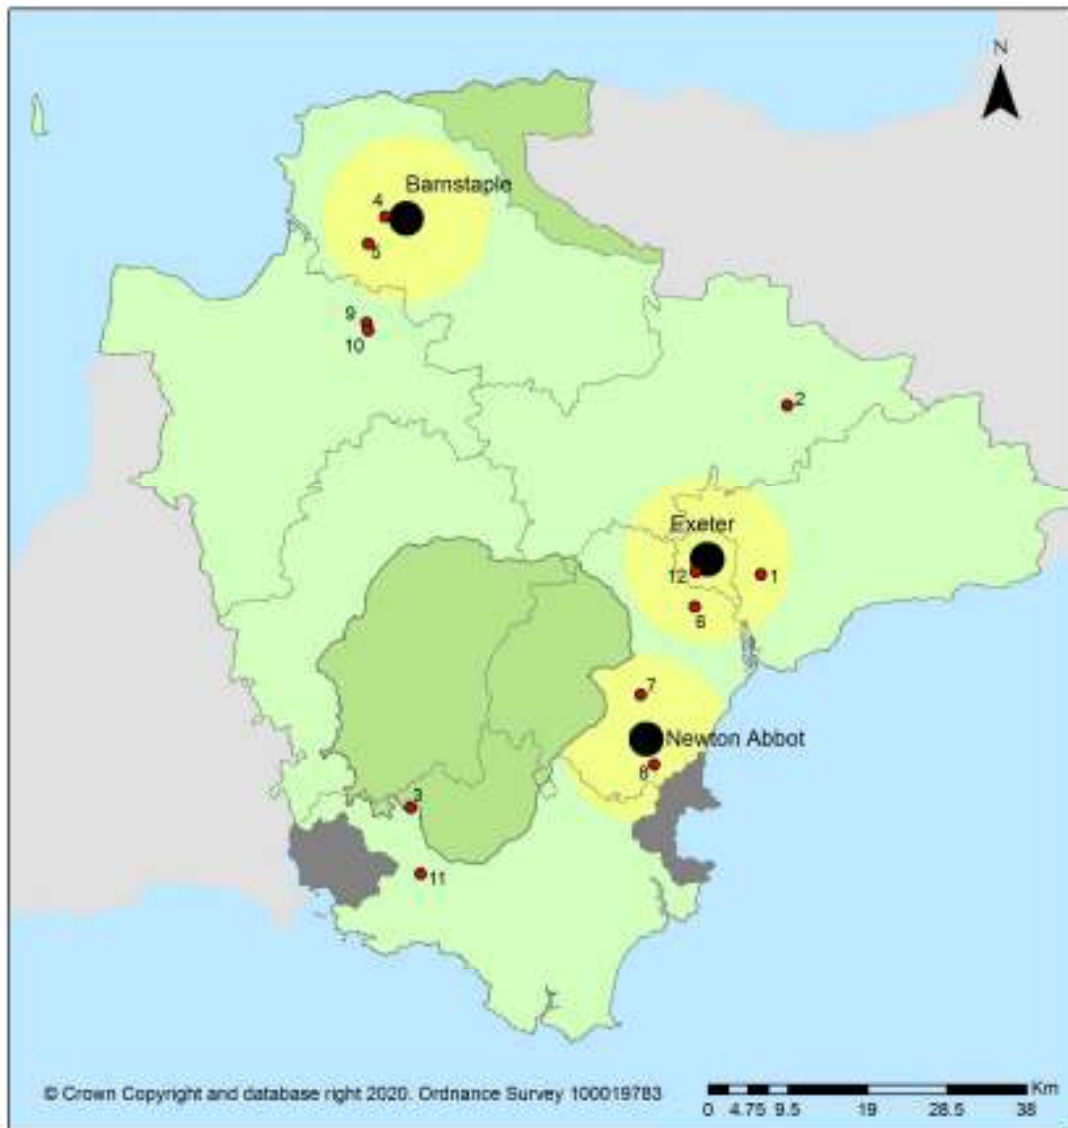 N
Barnstaple
4
5
9
10
2
Exeter
12
1
6
7
Newton Abbot
8
3
11
© Crown Copyright and database right 2020. Ordnance Survey 100019783
Km
0 4.75 9.5 19 28.5 38